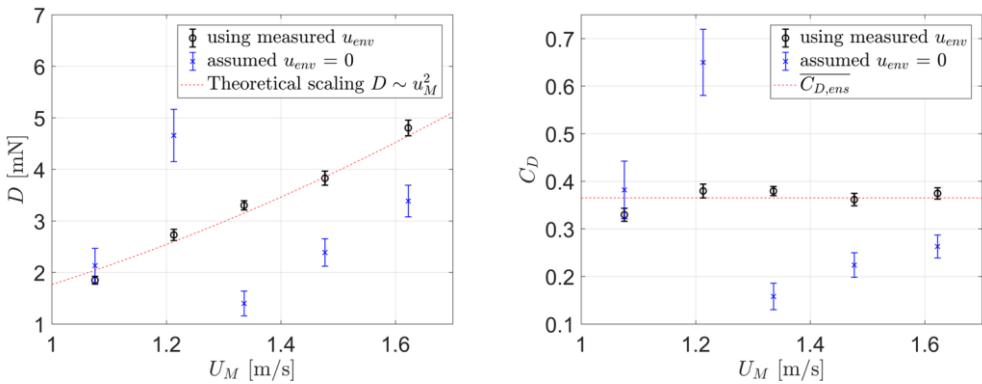 7
6
5
4
3
2
1
D [mN]
using measured u_env
assumed u_env = 0
Theoretical scaling D ∼ u_M^2
1
1.2
1.4
1.6
U_M [m/s]
0.7
0.6
0.5
0.4
0.3
0.2
0.1
C_D
using measured u_env
assumed u_env = 0
\overline{C_{D,ens}}
1
1.2
1.4
1.6
U_M [m/s]